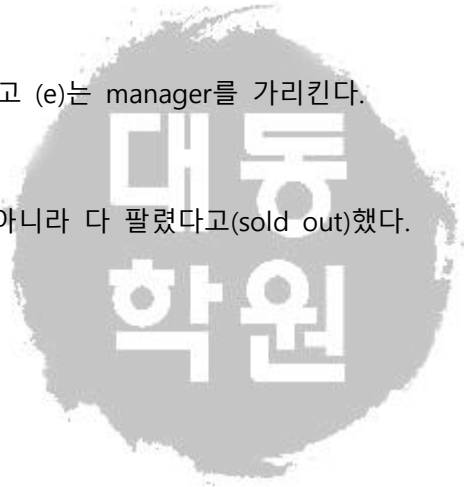 고 (e)는 manager를 가리킨다.
아니라 다 팔렸다고(sold out)했다.
대동
학원